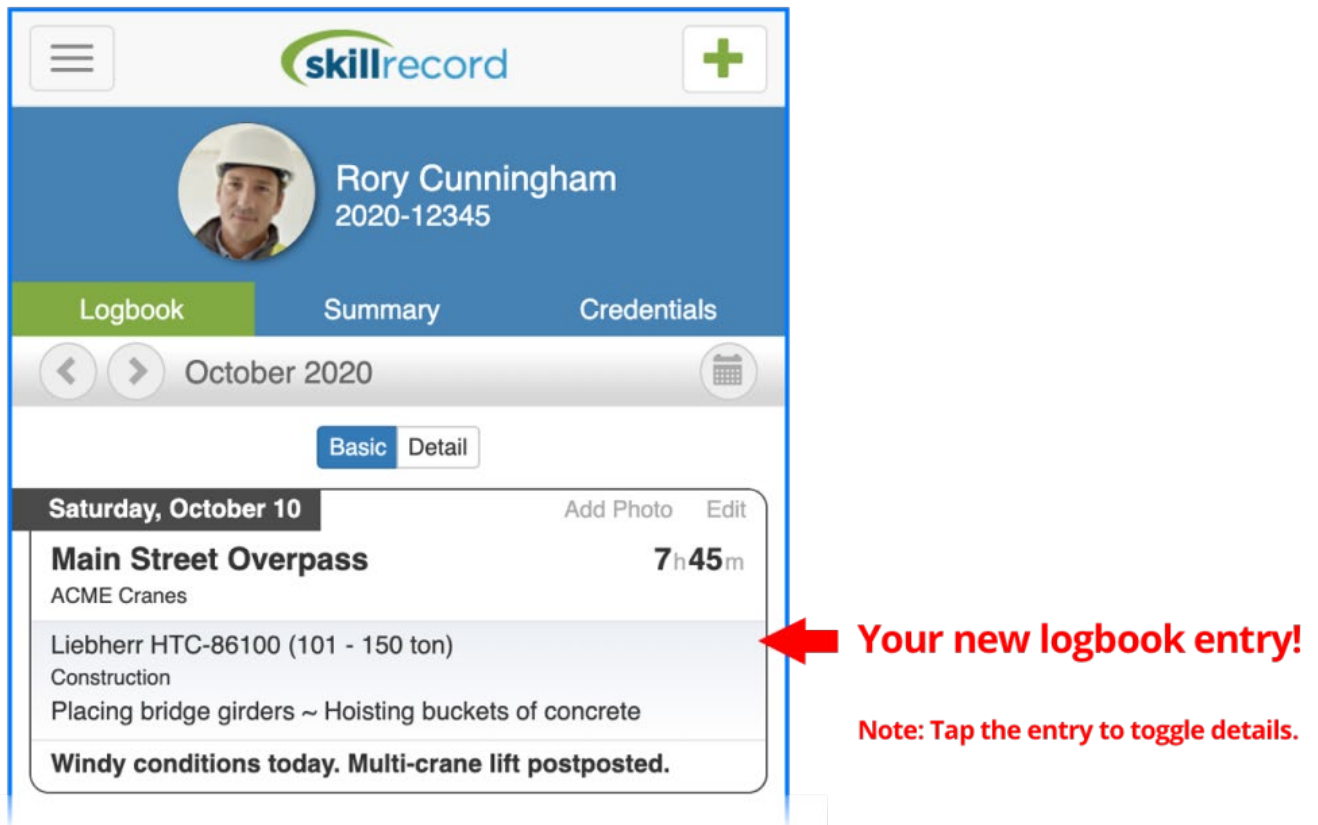 skillrecord
Rory Cunningham
2020-12345
Logbook Summary Credentials
October 2020
Basic Detail
Saturday, October 10 Add Photo Edit
Main Street Overpass 7h45m
ACME Cranes
Liebherr HTC-86100 (101 - 150 ton)
Construction
Placing bridge girders ~ Hoisting buckets of concrete
Windy conditions today. Multi-crane lift postposted.
Your new logbook entry!
Note: Tap the entry to toggle details.